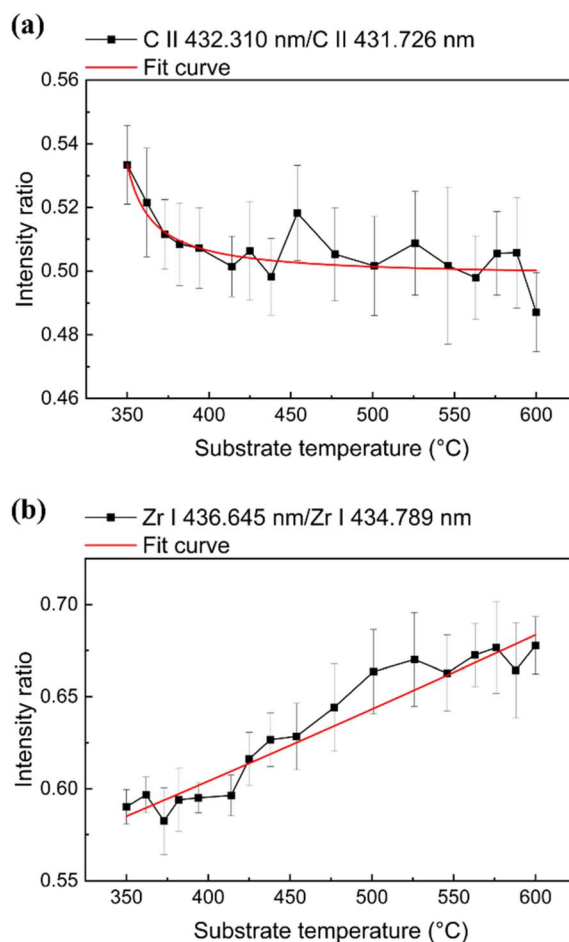 (a)
C II 432.310 nm/C II 431.726 nm
Fit curve
0.56
0.54
0.52
0.50
0.48
0.46
Intensity ratio
350 400 450 500 550 600
Substrate temperature (°C)
(b)
Zr I 436.645 nm/Zr I 434.789 nm
Fit curve
0.70
0.65
0.60
0.55
Intensity ratio
350 400 450 500 550 600
Substrate temperature (°C)